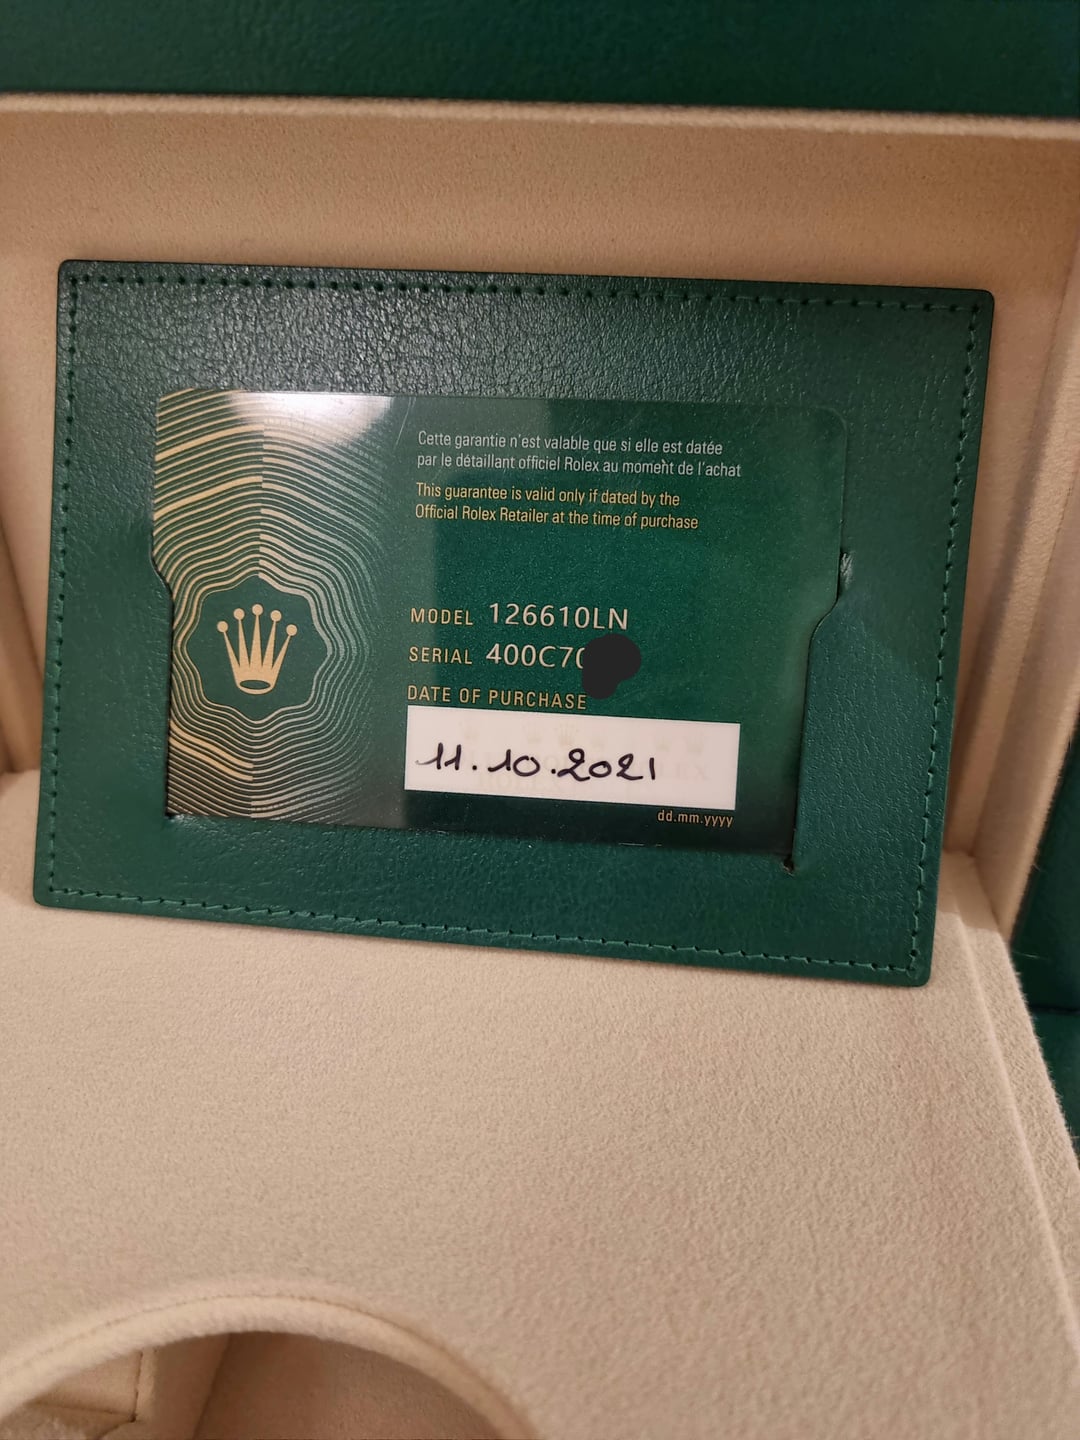 Cette garantie n'est valable que si elle est datée
par le détaillant officiel Rolex au moment de l'achat
This guarantee is valid only if dated by the
Official Rolex Retailer at the time of purchase
MODEL 126610LN
SERIAL 400C70
DATE OF PURCHASE
11.10.2021
dd.mm.yyyy